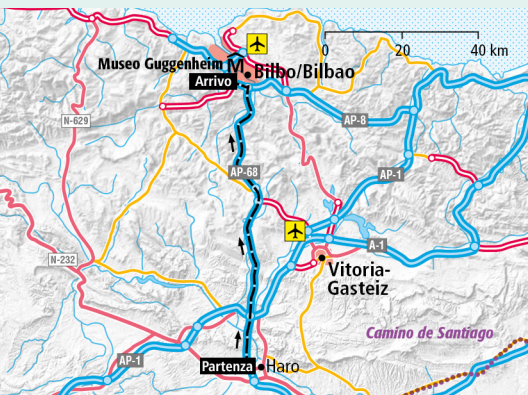 0 20 40 km
Museo Guggenheim M
Bilbo/Bilbao
Arrivo
N-629
AP-8
AP-68
AP-1
A-1
N-232
Vitoria-
Gasteiz
Camino de Santiago
AP-1
Partenza
Haro